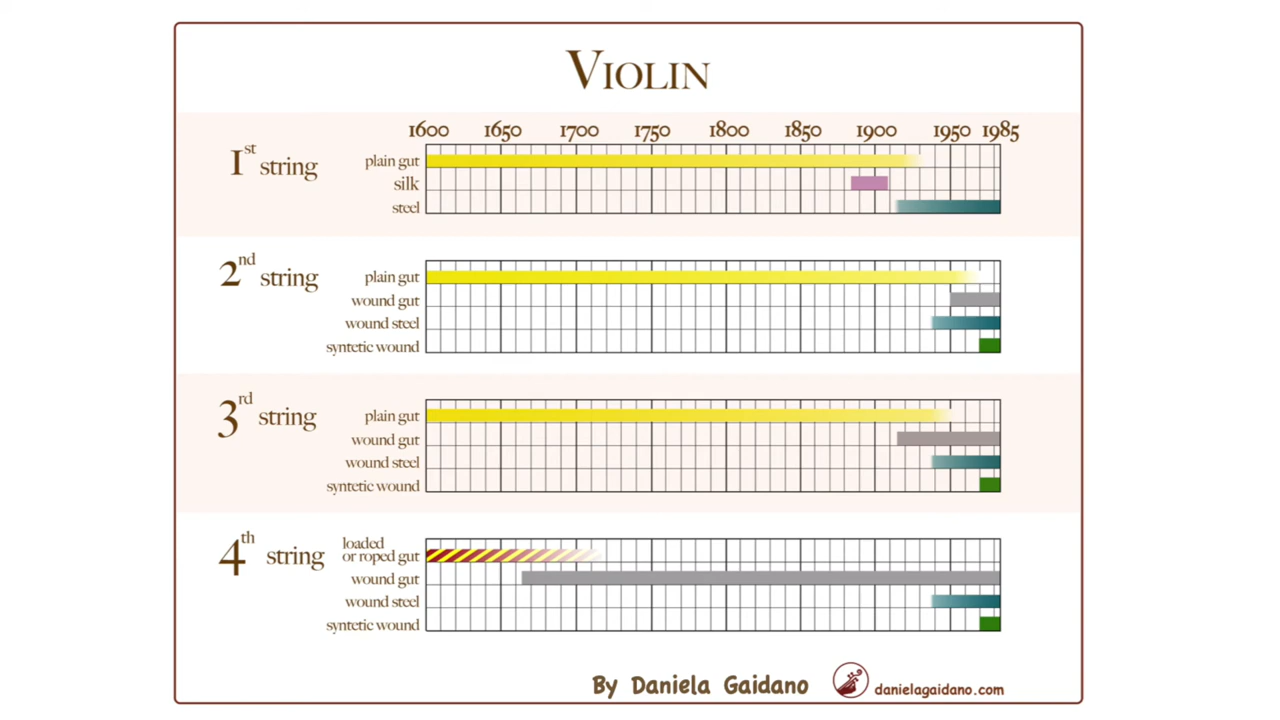 VIOLIN
1600 1650 1700 1750 1800 1850 1900 1950 1985
1st string
plain gut
silk
steel
2nd string
plain gut
wound gut
wound steel
syntetic wound
3rd string
plain gut
wound gut
wound steel
syntetic wound
4th string
loaded
or roped gut
wound gut
wound steel
syntetic wound
By Daniela Gaidano
danielagaidano.com